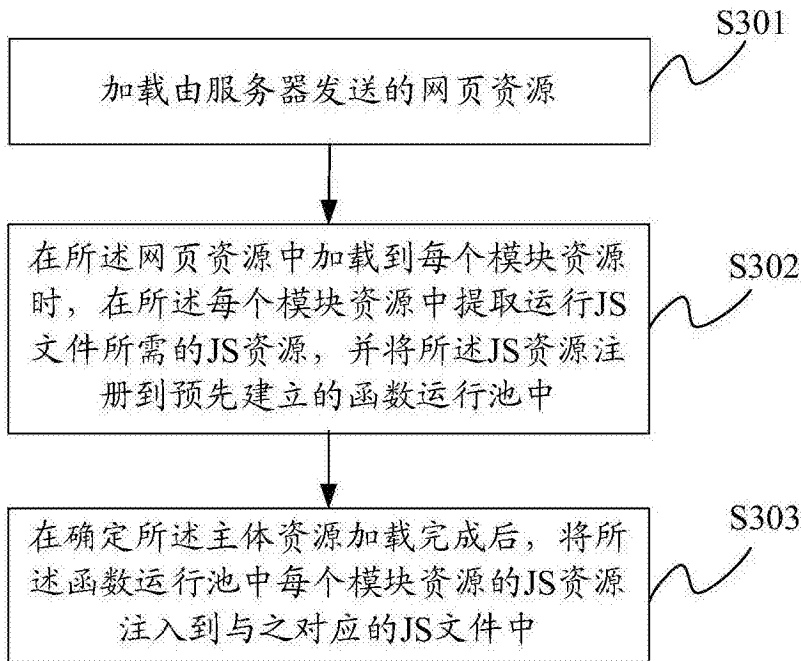 S301
加载由服务器发送的网页资源
S302
在所述网页资源中加载到每个模块资源
时，在所述每个模块资源中提取运行JS
文件所需的JS资源，并将所述JS资源注
册到预先建立的函数运行池中
S303
在确定所述主体资源加载完成后，将所
述函数运行池中每个模块资源的JS资源
注入到与之对应的JS文件中